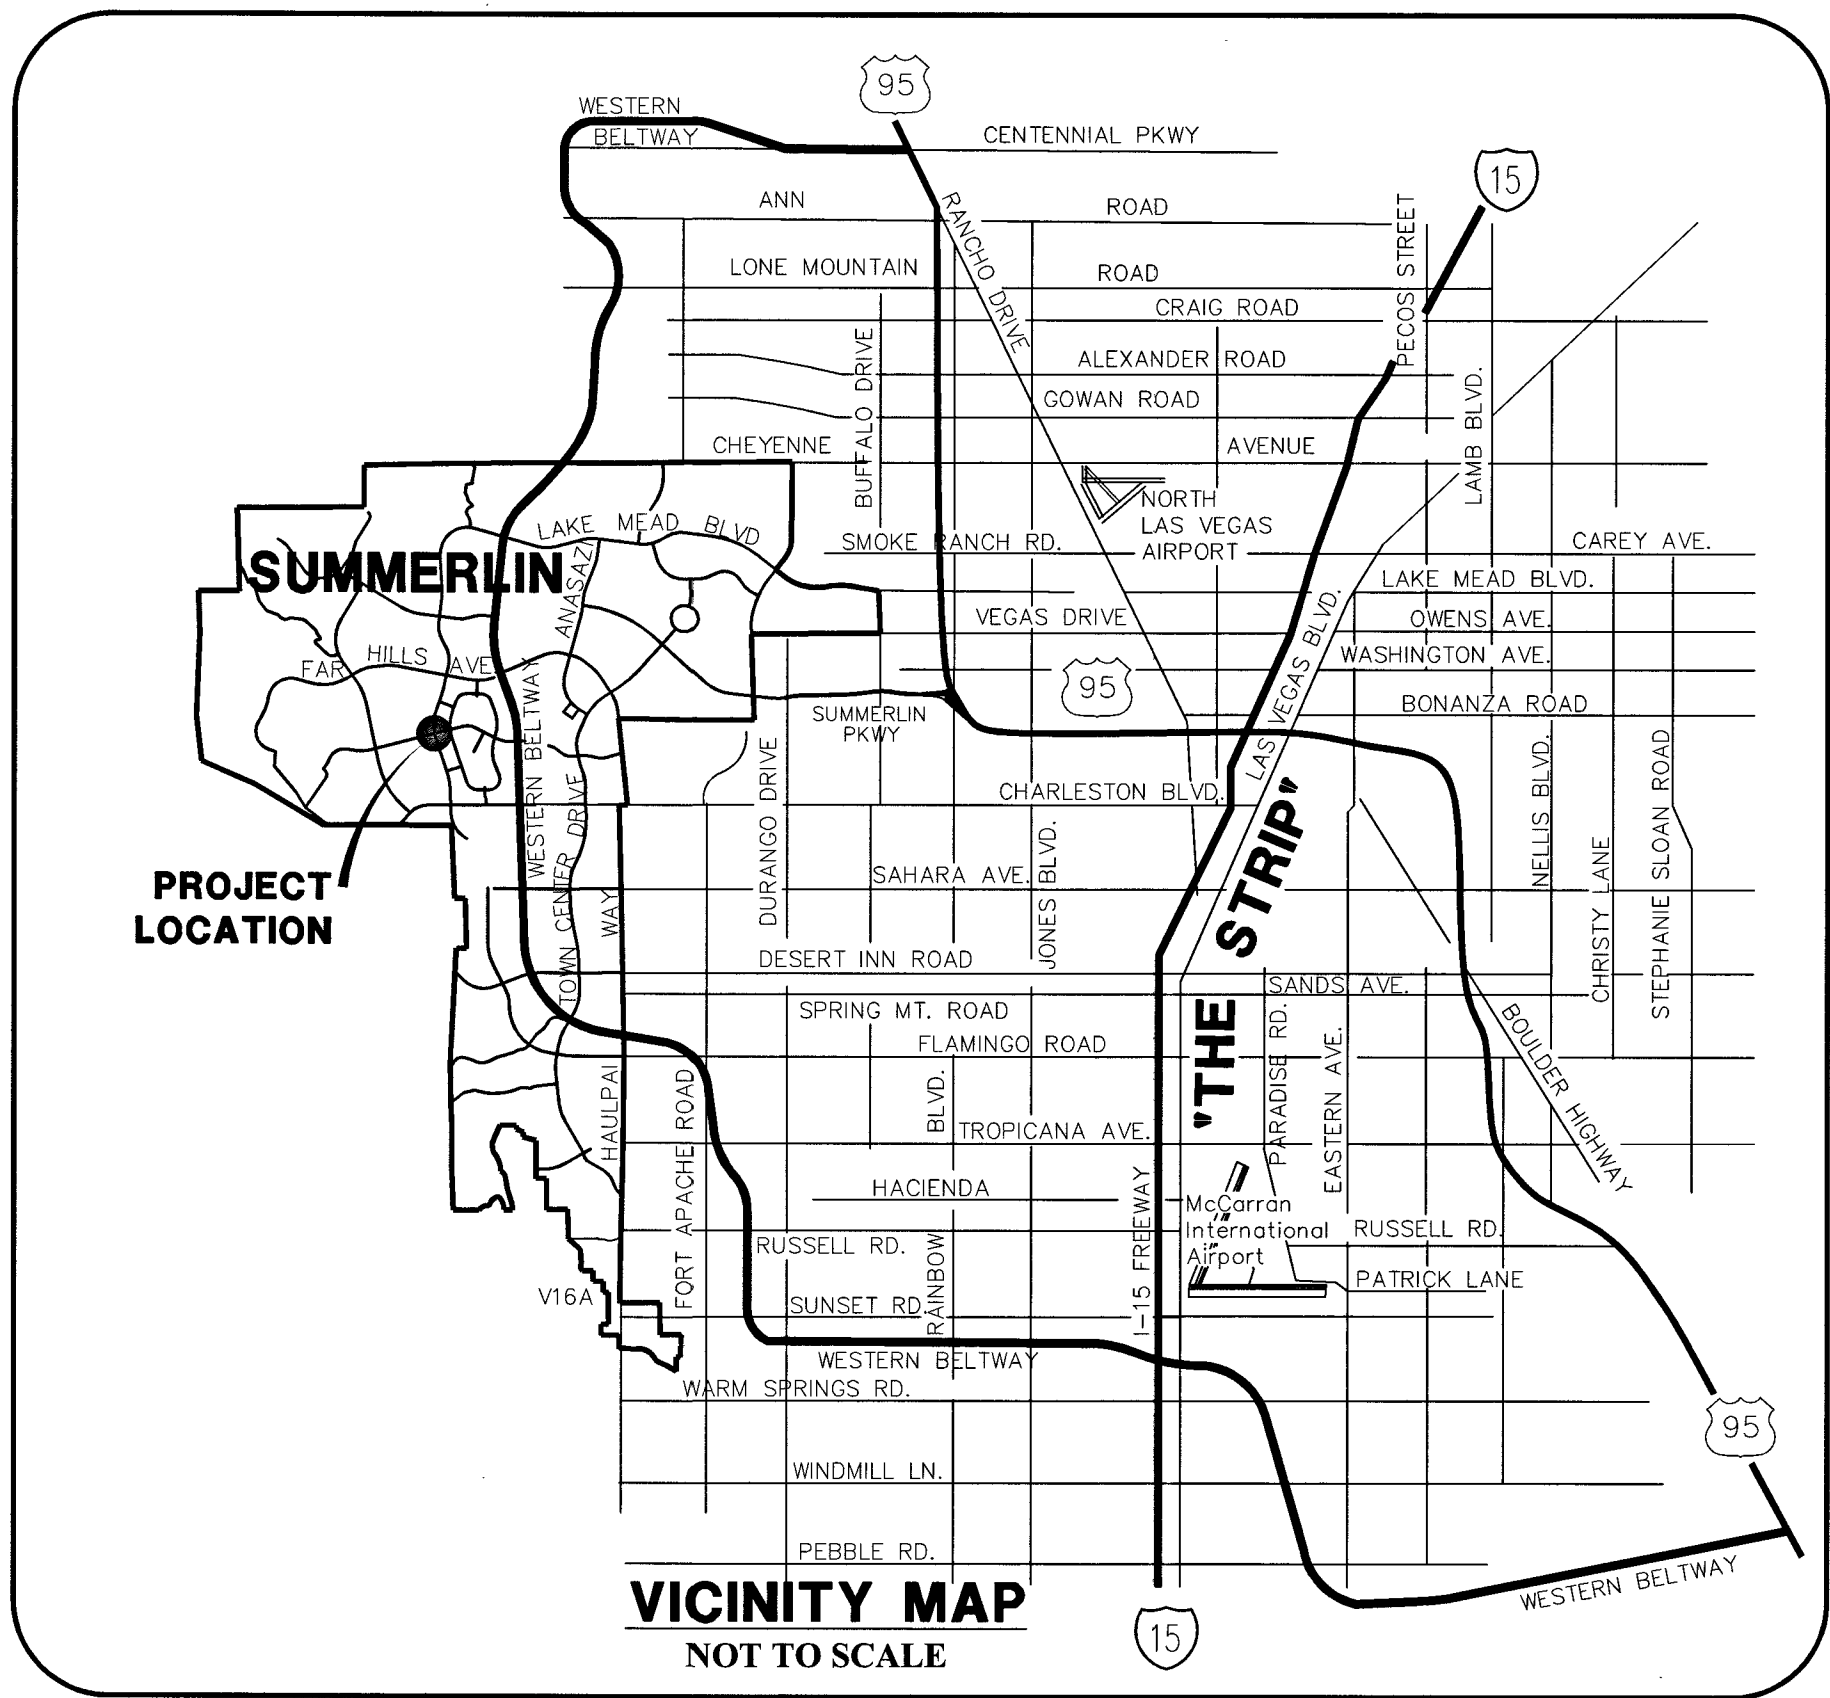 95
WESTERN
BELTWAY
CENTENNIAL PKWY
15
ANN
ROAD
RANCHO DRIVE
PECOS STREET
LONE MOUNTAIN
ROAD
CRAIG ROAD
BUFFALO DRIVE
ALEXANDER ROAD
GOWAN ROAD
LAMB BLVD.
CHEYENNE
AVENUE
NORTH
LAS VEGAS
AIRPORT
LAKE MEAD BLVD
SMOKE RANCH RD.
CAREY AVE.
SUMMERLIN
ANASAZI
LAKE MEAD BLVD.
VEGAS DRIVE
OWENS AVE.
LAS VEGAS BLVD.
WASHINGTON AVE.
FAR HILLS AVE
95
BONANZA ROAD
SUMMERLIN
PKWY
WESTERN BELTWAY
TOWN CENTER DRIVE
DURANGO DRIVE
CHARLESTON BLVD.
"THE STRIP"
NELLIS BLVD.
STEPHANIE SLOAN ROAD
CHRISTY LANE
JONES BLVD.
PROJECT
LOCATION
SAHARA AVE.
HAULPAI WAY
DESERT INN ROAD
SANDS AVE.
SPRING MT. ROAD
FLAMINGO ROAD
PARADISE RD.
EASTERN AVE.
BOULDER HIGHWAY
FORT APACHE ROAD
RAINBOW BLVD.
TROPICANA AVE.
HACIENDA
I-15 FREEWAY
McCarran
International
Airport
RUSSELL RD.
RUSSELL RD.
PATRICK LANE
V16A
SUNSET RD.
WESTERN BELTWAY
WARM SPRINGS RD.
95
WINDMILL LN.
PEBBLE RD.
WESTERN BELTWAY
VICINITY MAP
NOT TO SCALE
15